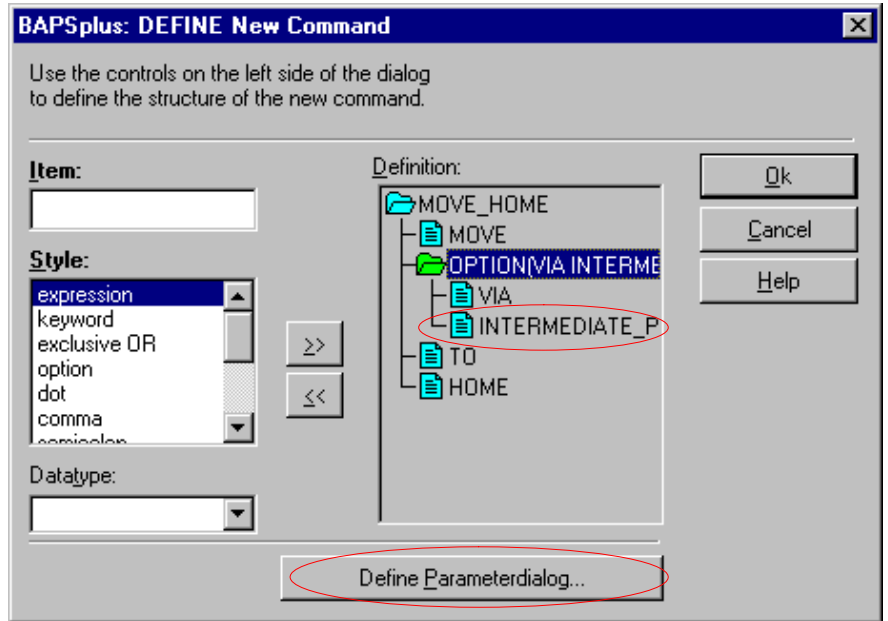 BAPSplus: DEFINE New Command
Use the controls on the left side of the dialog
to define the structure of the new command.
Item:
Style:
expression
keyword
exclusive OR
option
dot
comma
semicolon
Datatype:
>>
<<
Definition:
MOVE_HOME
MOVE
OPTION(VIA INTERME
VIA
INTERMEDIATE_P
TO
HOME
Ok
Cancel
Help
Define Parameterdialog...